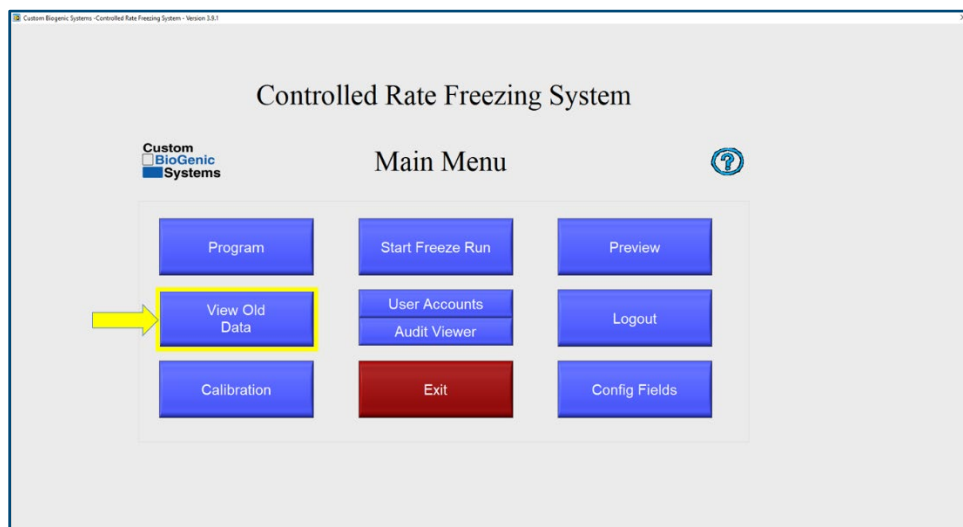 Custom Biogenic Systems -Controlled Rate Freezing System - Version 3.9.1
Controlled Rate Freezing System
Custom
BioGenic
Systems
Main Menu
?
Program
Start Freeze Run
Preview
View Old
Data
User Accounts
Audit Viewer
Logout
Calibration
Exit
Config Fields